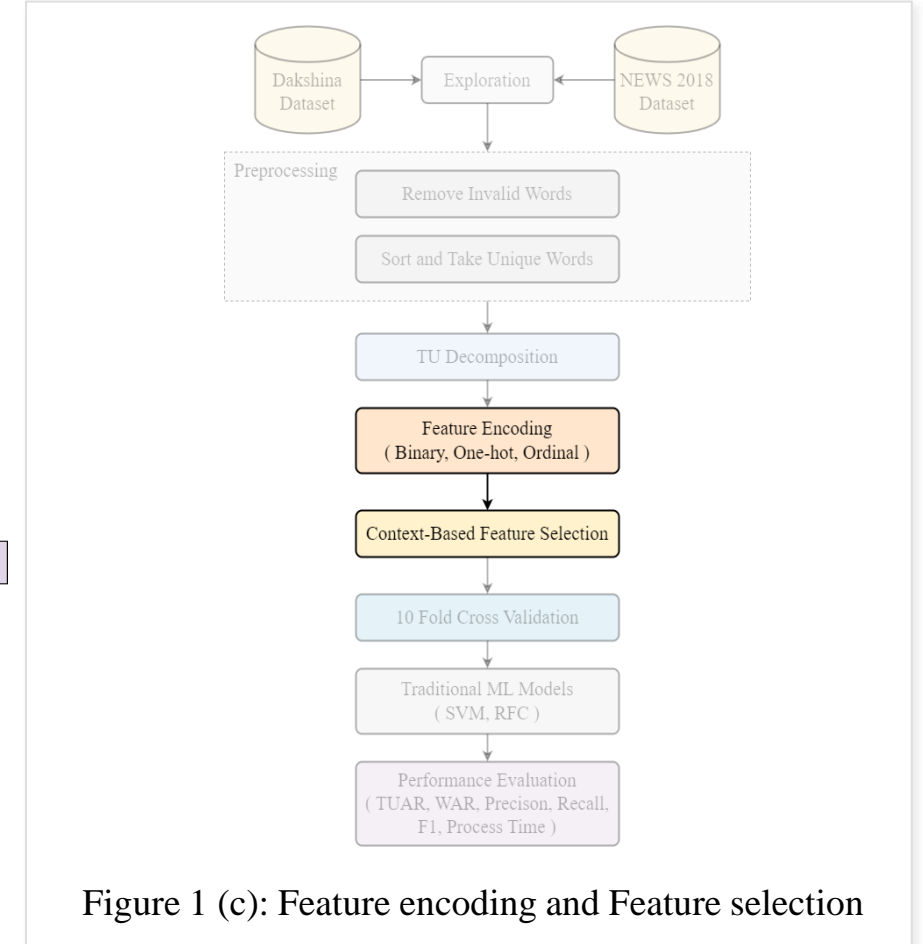 Dakshina
Dataset
Exploration
NEWS 2018
Dataset
Preprocessing
Remove Invalid Words
Sort and Take Unique Words
TU Decomposition
Feature Encoding
( Binary, One-hot, Ordinal )
Context-Based Feature Selection
10 Fold Cross Validation
Traditional ML Models
( SVM, RFC )
Performance Evaluation
( TUAR, WAR, Precison, Recall,
F1, Process Time )
Figure 1 (c): Feature encoding and Feature selection